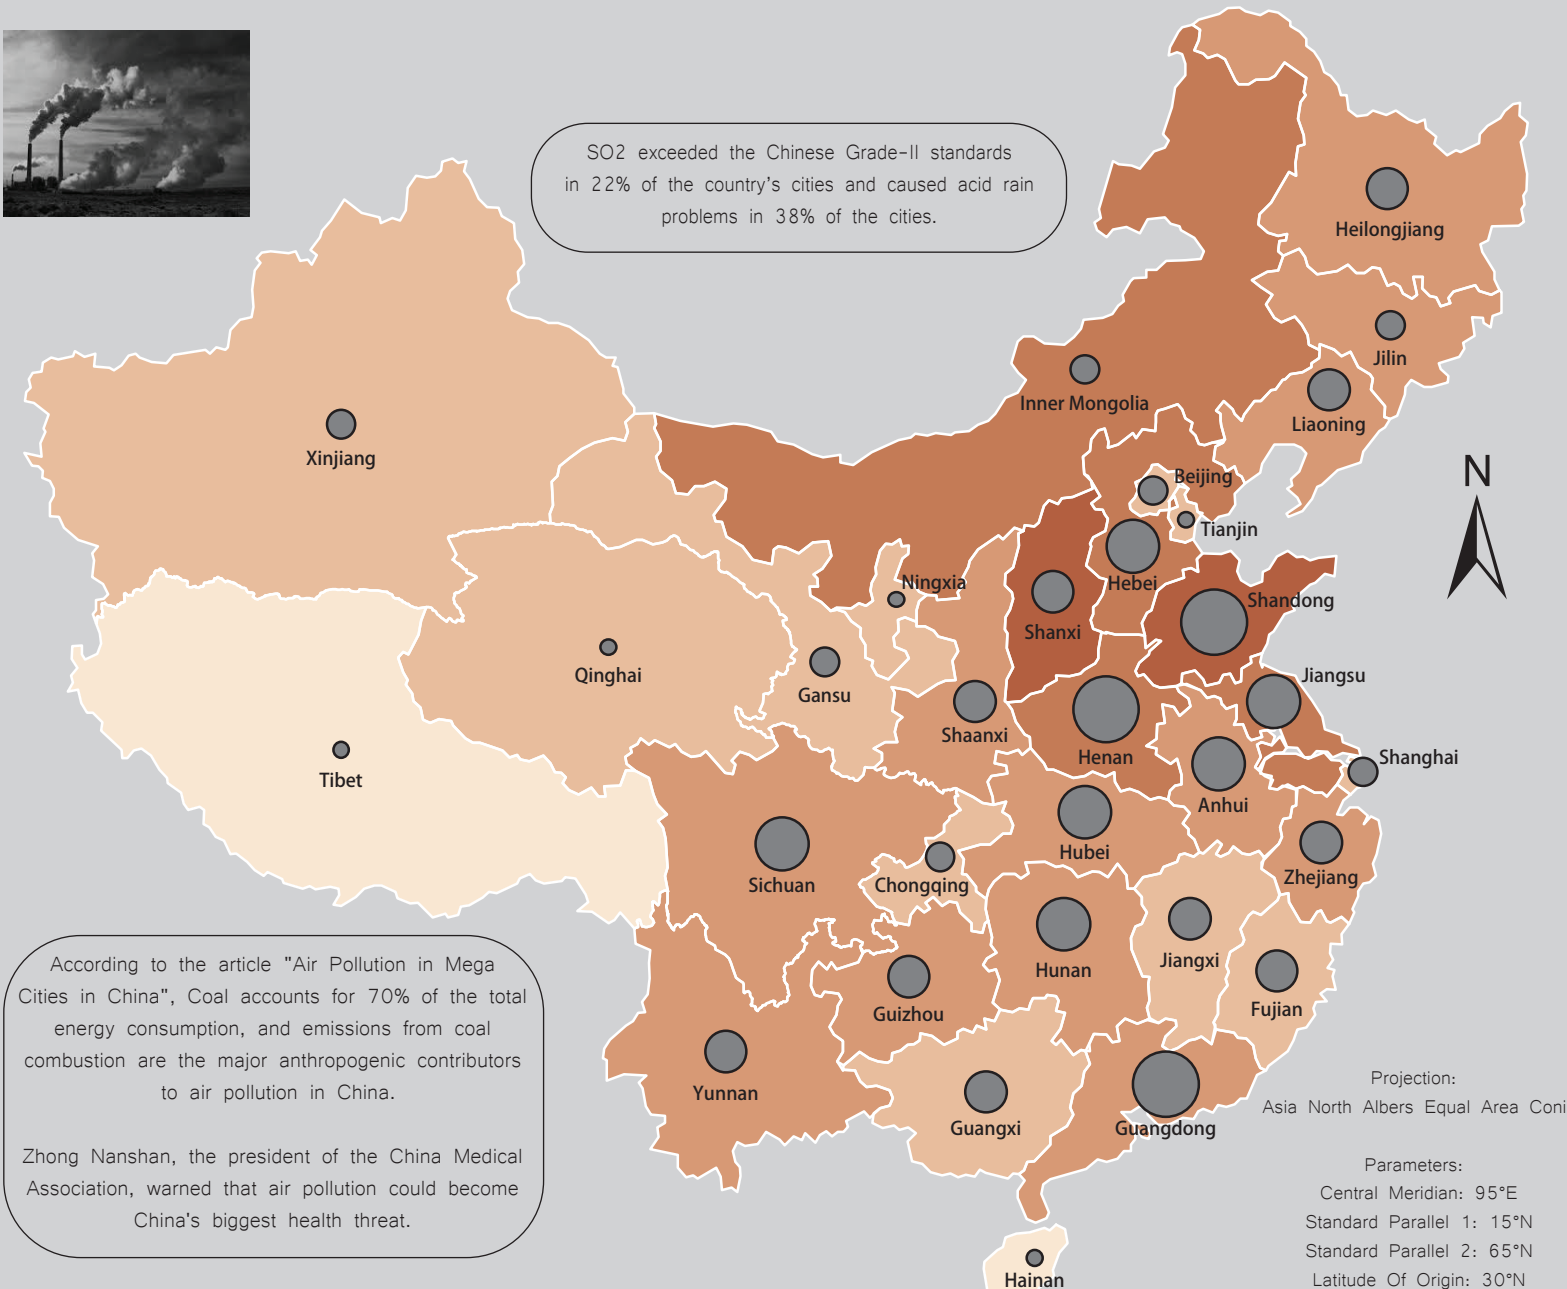 SO2 exceeded the Chinese Grade-II standards
in 22% of the country's cities and caused acid rain
problems in 38% of the cities.
Heilongjiang
Jilin
Inner Mongolia
Liaoning
Xinjiang
N
Beijing
Tianjin
Ningxia
Hebei
Shandong
Shanxi
Qinghai
Gansu
Jiangsu
Shaanxi
Henan
Shanghai
Tibet
Anhui
Hubei
Sichuan
Chongqing
Zhejiang
Jiangxi
Hunan
Fujian
Guizhou
Yunnan
Guangxi
Guangdong
Hainan
According to the article "Air Pollution in Mega
Cities in China", Coal accounts for 70% of the total
energy consumption, and emissions from coal
combustion are the major anthropogenic contributors
to air pollution in China.
Zhong Nanshan, the president of the China Medical
Association, warned that air pollution could become
China's biggest health threat.
Projection:
Asia North Albers Equal Area Coni
Parameters:
Central Meridian: 95°E
Standard Parallel 1: 15°N
Standard Parallel 2: 65°N
Latitude Of Origin: 30°N